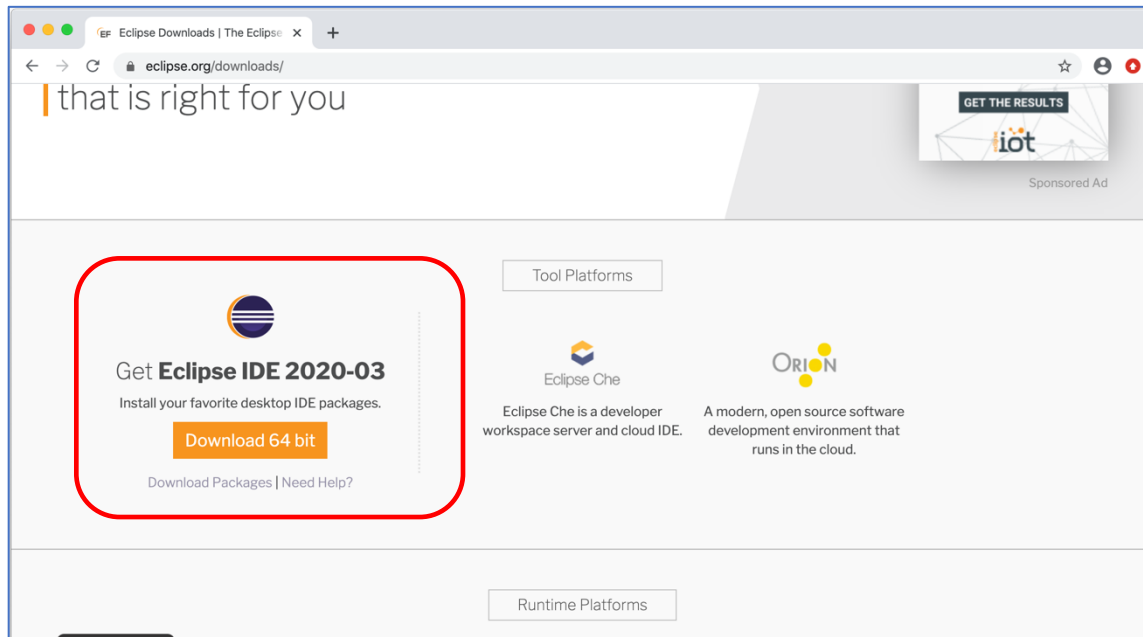 EF Eclipse Downloads | The Eclipse
eclipse.org/downloads/
that is right for you
GET THE RESULTS
iiot
Sponsored Ad
Tool Platforms
Get Eclipse IDE 2020-03
Install your favorite desktop IDE packages.
Download 64 bit
Download Packages | Need Help?
Eclipse Che
Eclipse Che is a developer
workspace server and cloud IDE.
ORION
A modern, open source software
development environment that
runs in the cloud.
Runtime Platforms